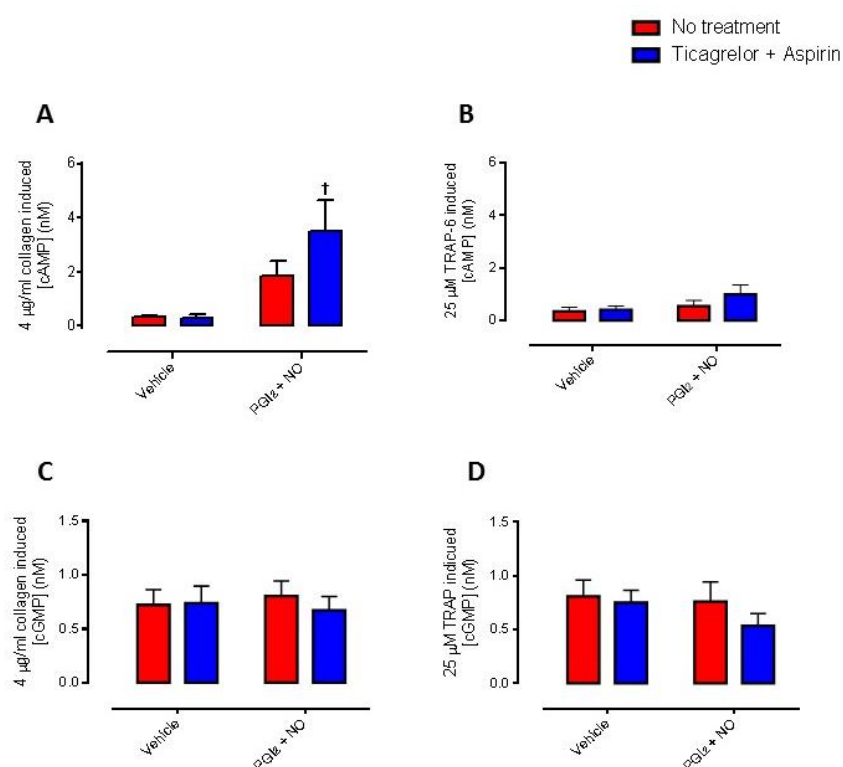 No treatment
Ticagrelor + Aspirin
A
4 µg/ml collagen induced
[cAMP] (nM)
6
4
2
0
†
Vehicle
PGI₂ + NO
B
25 µM TRAP-6 induced
[cAMP] (nM)
6
4
2
0
Vehicle
PGI₂ + NO
C
4 µg/ml collagen induced
[cGMP] (nM)
1.5
1.0
0.5
0.0
Vehicle
PGI₂ + NO
D
25 µM TRAP indicued
[cGMP] (nM)
1.5
1.0
0.5
0.0
Vehicle
PGI₂ + NO